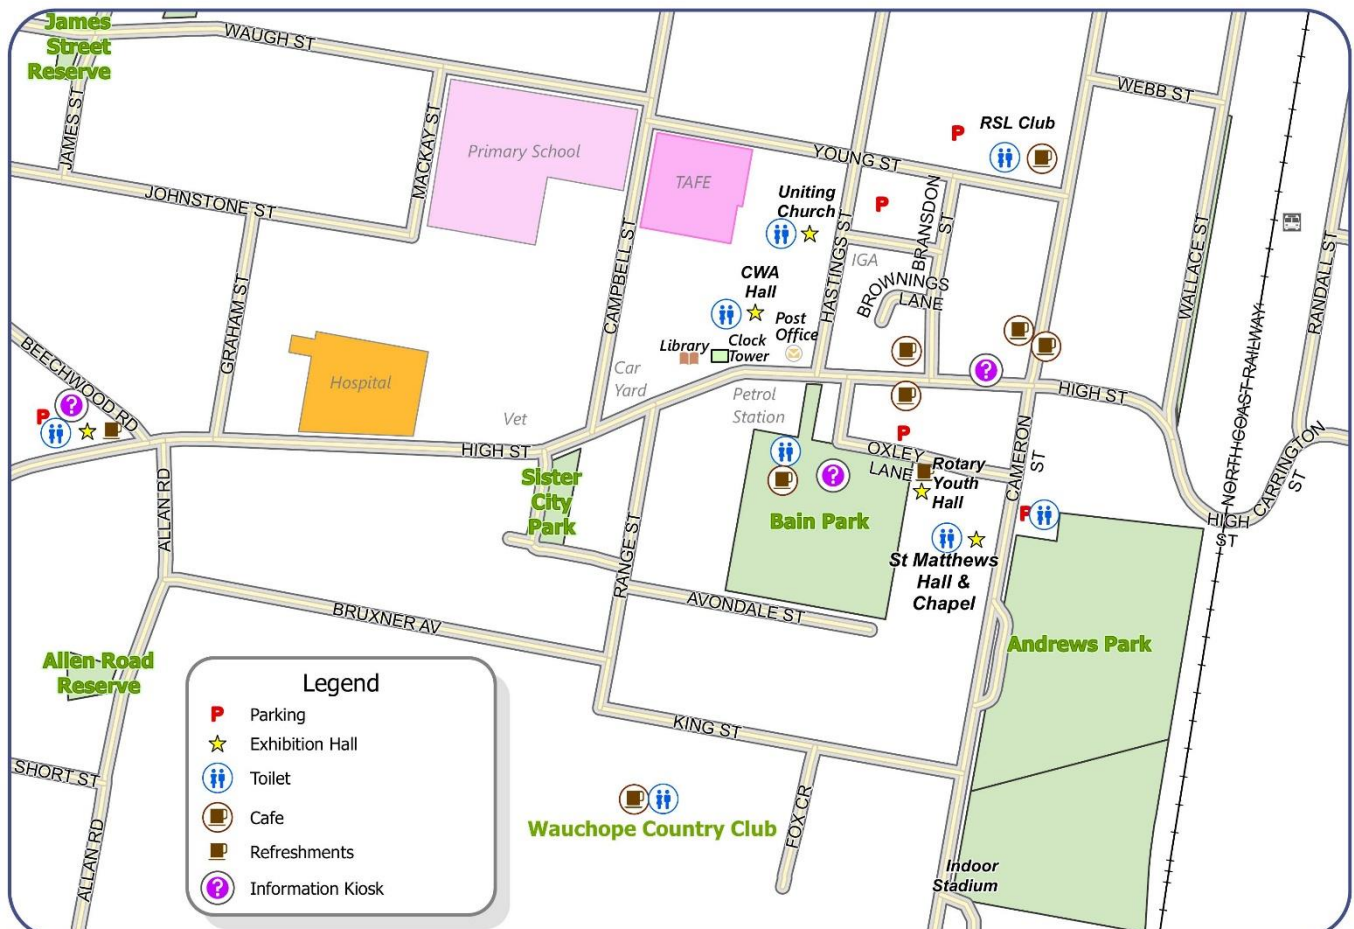 James
Street
Reserve
WAUGH ST
WEBB ST
P
RSL Club
JAMES ST
MACKAY ST
Primary School
YOUNG ST
TAFE
Uniting
Church
P
BRANSDON
ST
JOHNSTONE ST
HASTINGS ST
IGA
BROWNINGS
LANE
WALLACE ST
RANDALL ST
CAMPBELL ST
CWA
Hall
Post
Office
Library
Clock
Tower
GRAHAM ST
NORTH COAST RAILWAY
BEECHWOOD RD
Hospital
Car
Yard
Petrol
Station
?
HIGH ST
P
?
Vet
HIGH ST
P
OXLEY
LANE
CAMERON
ST
CARRINGTON
ST
HIGH
ST
ALLAN RD
Sister
City
Park
?
Bain Park
Rotary
Youth
Hall
P
St Matthews
Hall &
Chapel
RANGE ST
AVONDALE ST
BRUXNER AV
Andrews Park
Allen Road
Reserve
Legend
P Parking
Exhibition Hall
Toilet
Cafe
Refreshments
? Information Kiosk
KING ST
SHORT ST
ALLAN RD
Wauchope Country Club
FOX CR
Indoor
Stadium